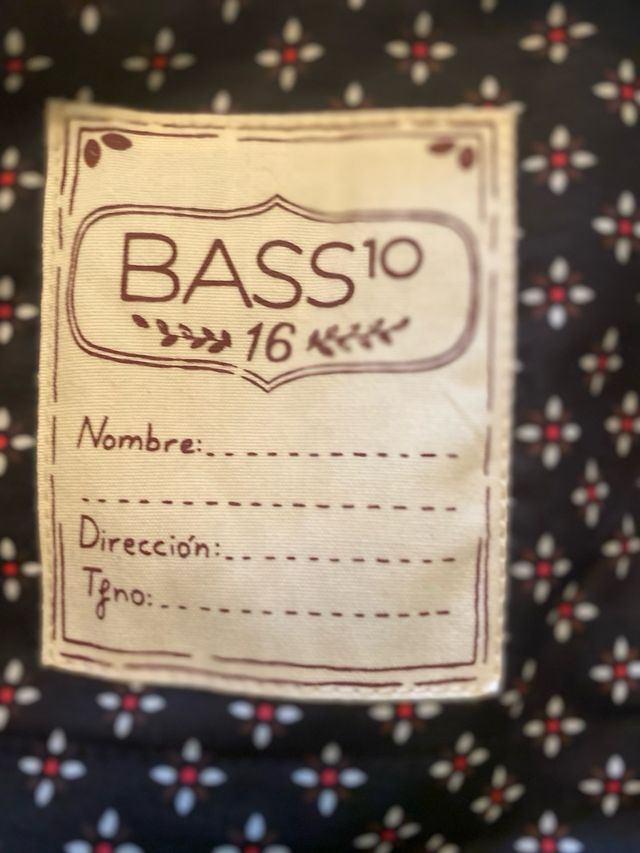 BASS10
16
Nombre:
Dirección:
Tfno: